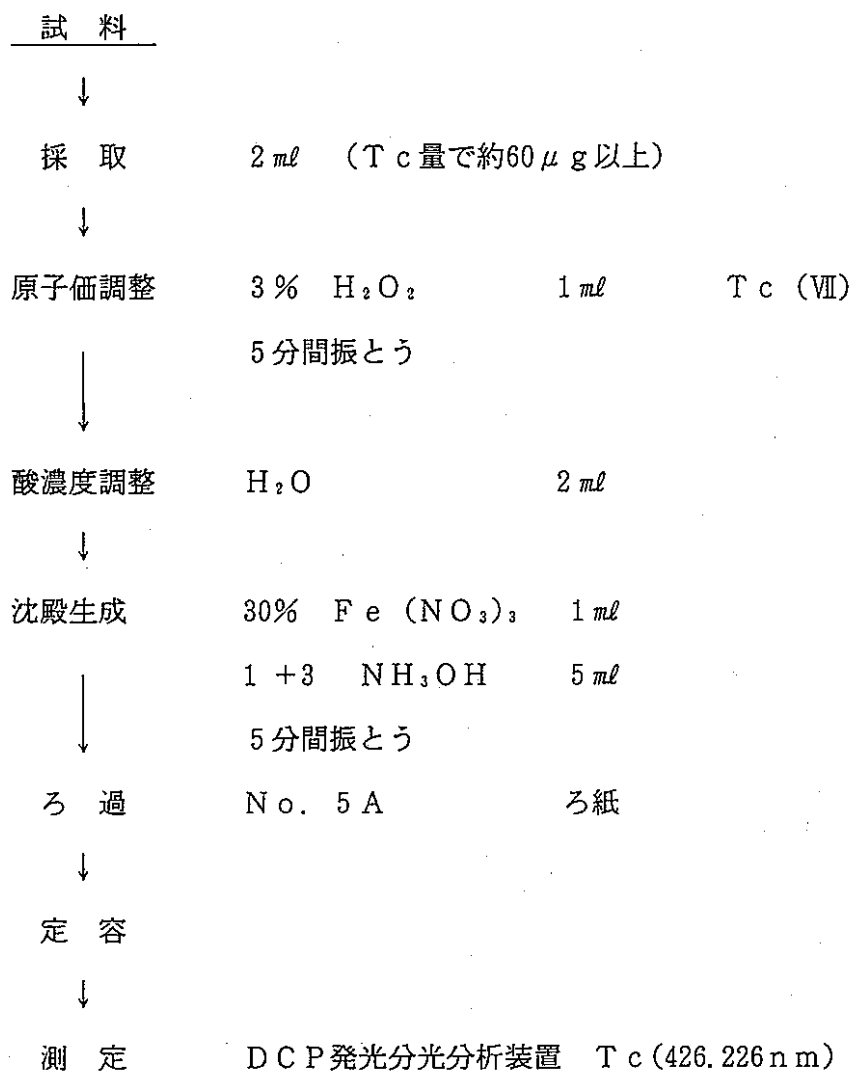 試 料
↓
採 取 2 ㎖ (Tc量で約60μg以上)
↓
原子価調整 3% H₂O₂ 1 ㎖ Tc (Ⅶ)
5分間振とう
↓
酸濃度調整 H₂O 2 ㎖
↓
沈殿生成 30% Fe (NO₃)₃ 1 ㎖
1+3 NH₃OH 5 ㎖
5分間振とう
↓
ろ 過 No. 5A ろ紙
↓
定 容
↓
測 定 DCP発光分光分析装置 Tc(426.226nm)